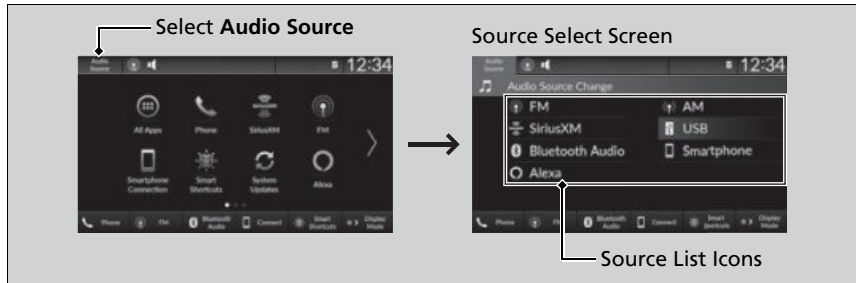 Select Audio Source
Audio Source
12:34
All Apps
Phone
SiriusXM
FM
Smartphone Connection
Smart Shortcuts
System Updates
Alexa
Phone
FM
Bluetooth Audio
Connect
Smart Shortcuts
Display Mode
Source Select Screen
Audio Source
12:34
Audio Source Change
FM
AM
SiriusXM
USB
Bluetooth Audio
Smartphone
Alexa
Phone
FM
Bluetooth Audio
Connect
Smart Shortcuts
Display Mode
Source List Icons